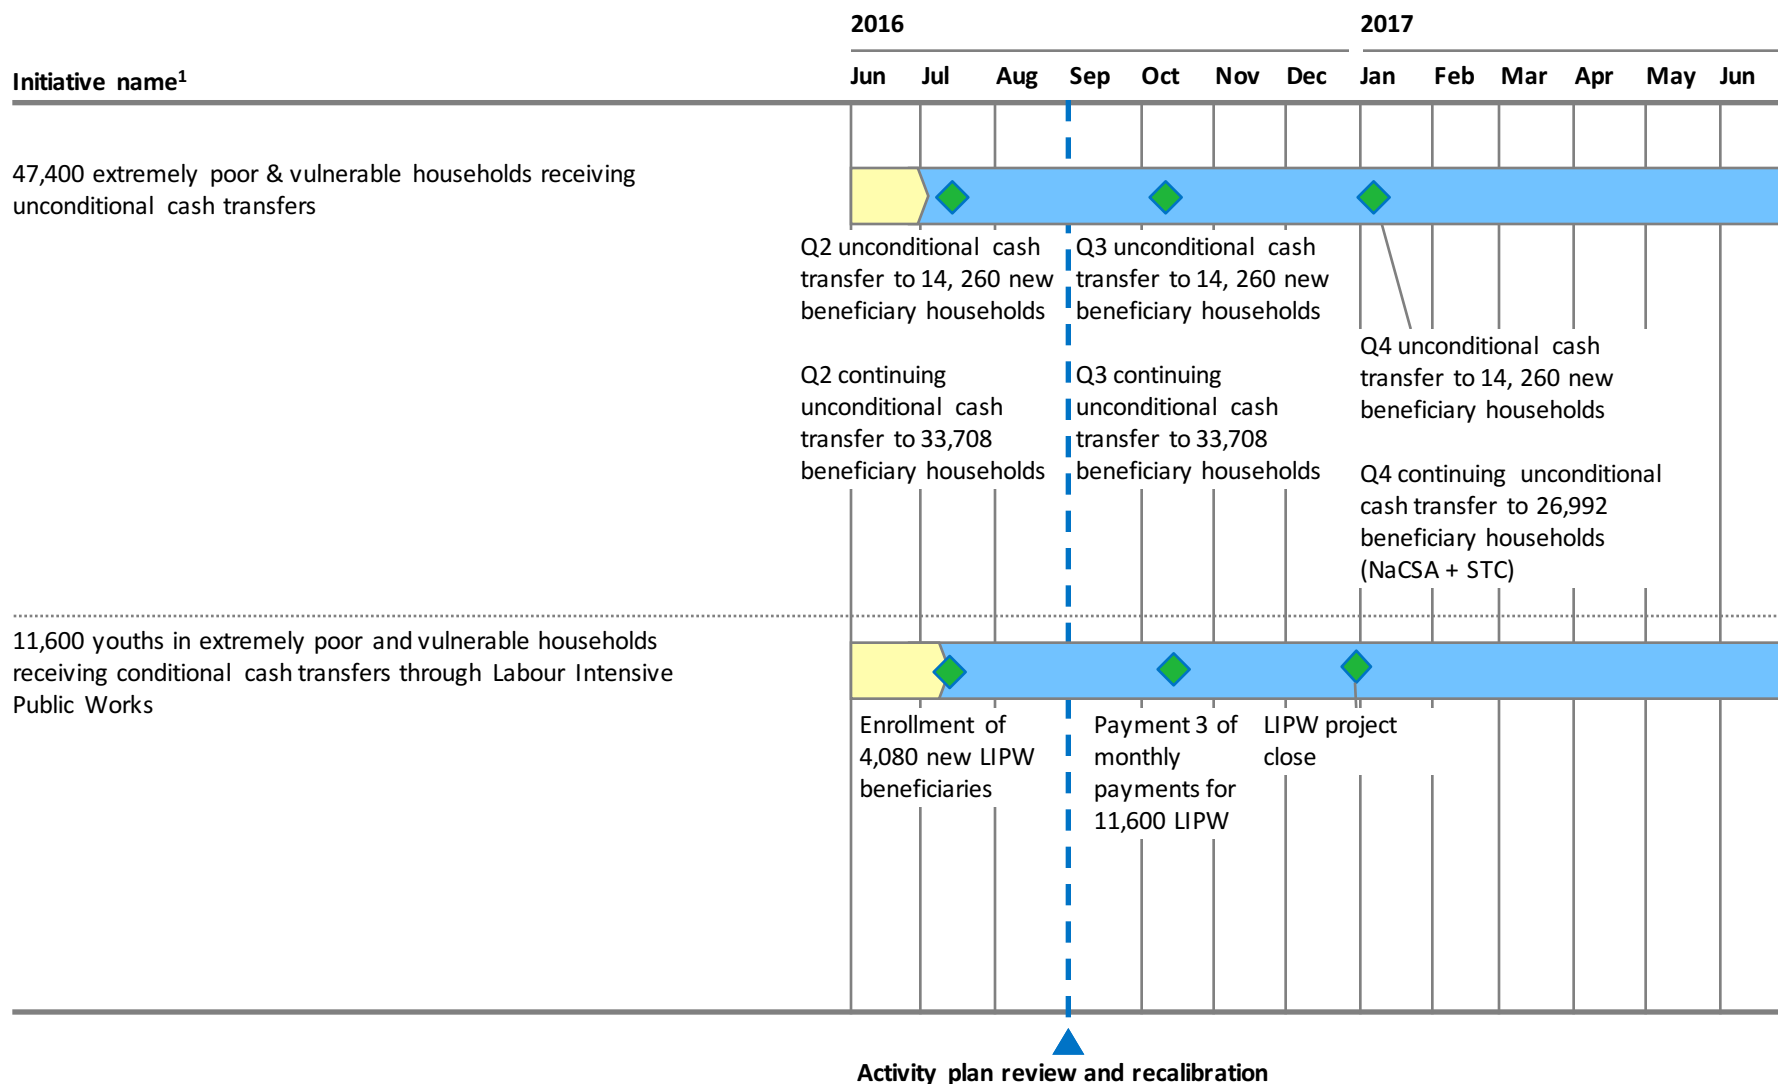 2016
2017
Initiative name1
Jun Jul Aug Sep Oct Nov Dec Jan Feb Mar Apr May Jun
47,400 extremely poor & vulnerable households receiving
unconditional cash transfers
Q2 unconditional cash
transfer to 14, 260 new
beneficiary households
Q2 continuing
unconditional cash
transfer to 33,708
beneficiary households
Q3 unconditional cash
transfer to 14, 260 new
beneficiary households
Q3 continuing
unconditional cash
transfer to 33,708
beneficiary households
Q4 unconditional cash
transfer to 14, 260 new
beneficiary households
Q4 continuing unconditional
cash transfer to 26,992
beneficiary households
(NaCSA + STC)
11,600 youths in extremely poor and vulnerable households
receiving conditional cash transfers through Labour Intensive
Public Works
Enrollment of
4,080 new LIPW
beneficiaries
Payment 3 of
monthly
payments for
11,600 LIPW
LIPW project
close
Activity plan review and recalibration